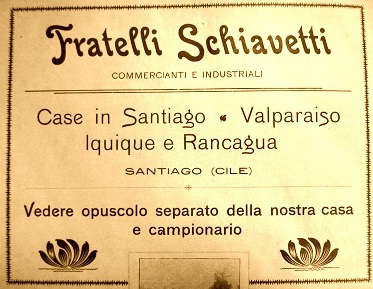 Fratelli Schiavetti
COMMERCIANTI E INDUSTRIALI
Case in Santiago • Valparaiso
Iquique e Rancagua
SANTIAGO (CILE)
Vedere opuscolo separato della nostra casa
e campionario